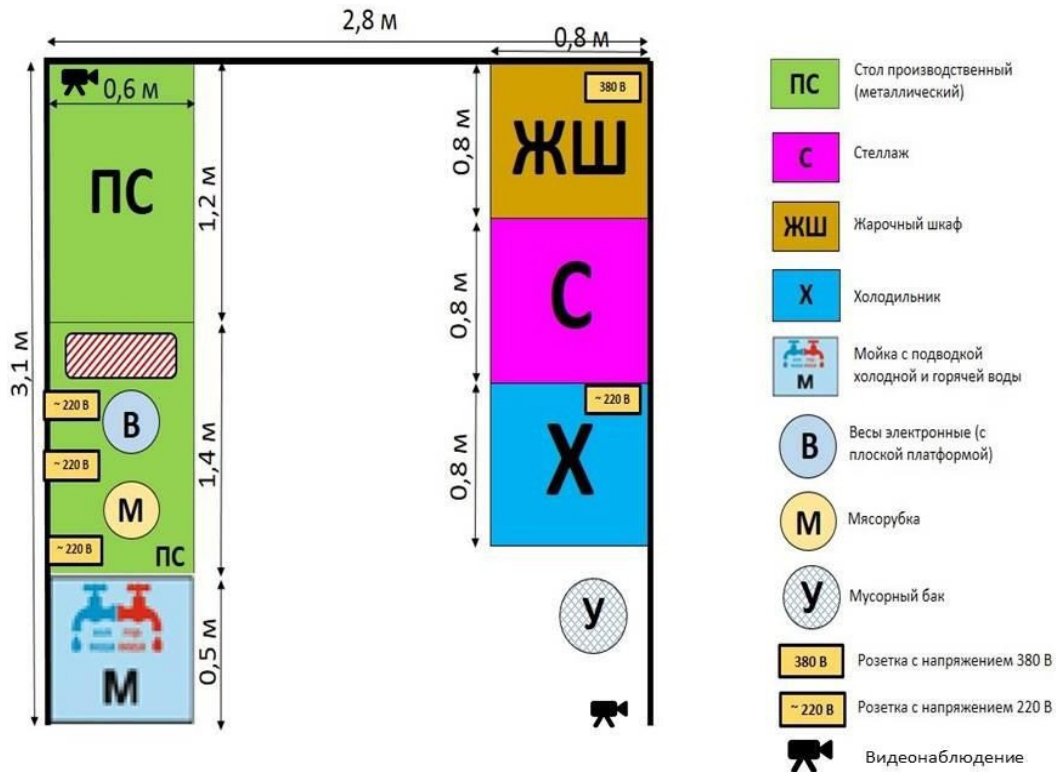 2,8 м
0,8 м
0,6 м
380 В
ПС
ЖШ
0,8 м
1,2 м
С
0,8 м
3,1 м
~ 220 В
~ 220 В
В
Х
0,8 м
1,4 м
~ 220 В
М
~ 220 В
ПС
У
М
0,5 м
ПС
Стол производственный
(металлический)
С
Стеллаж
ЖШ
Жарочный шкаф
Х
Холодильник
М
Мойка с подводкой
холодной и горячей воды
В
Весы электронные (с
плоской платформой)
М
Мясорубка
У
Мусорный бак
380 В
Розетка с напряжением 380 В
~ 220 В
Розетка с напряжением 220 В
Видеонаблюдение